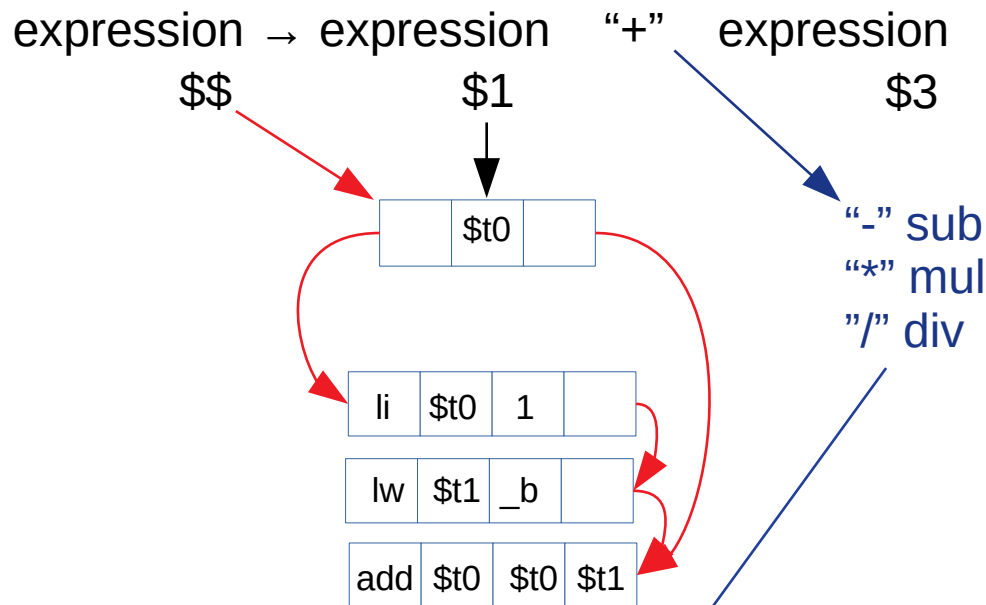 expression → expression “+” expression
$$ $1 $3
$t0
“-” sub
“*” mul
”/” div
li $t0 1
lw $t1 _b
add $t0 $t0 $t1